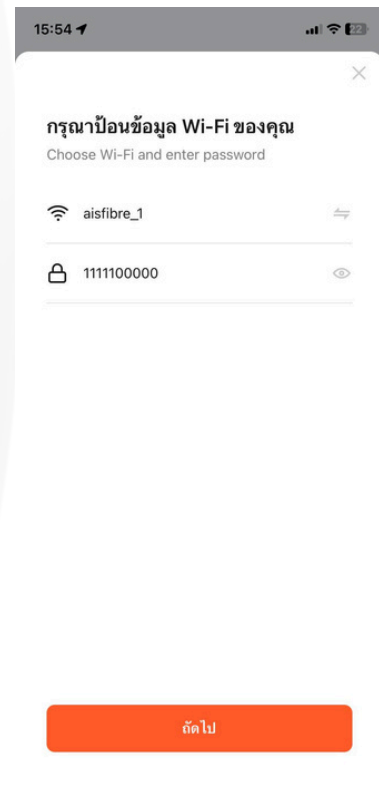 15:54
22
กรุณาป้อนข้อมูล Wi-Fi ของคุณ
Choose Wi-Fi and enter password
aisfibre_1
1111100000
ถัดไป